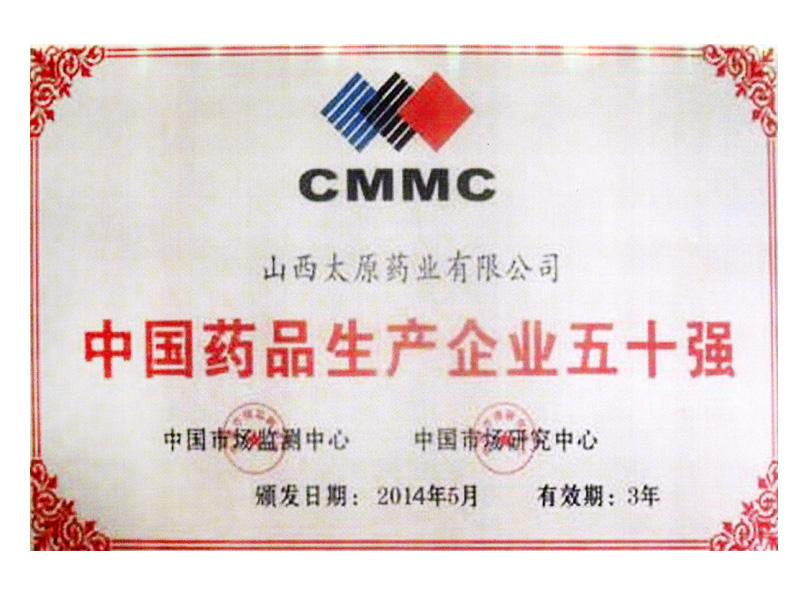 CMMC
山西太原药业有限公司
中国药品生产企业五十强
中国市场监测中心 中国市场研究中心
颁发日期：2014年5月 有效期：3年